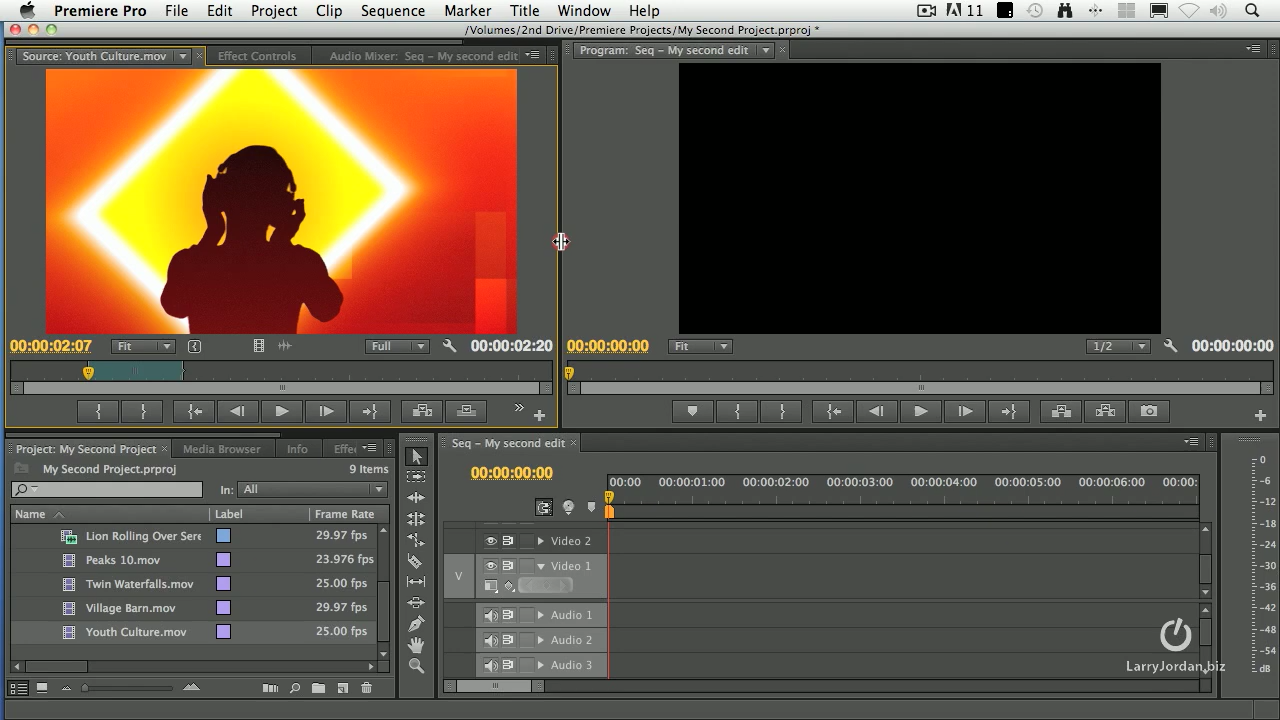 Premiere Pro File Edit Project Clip Sequence Marker Title Window Help 11
/Volumes/2nd Drive/Premiere Projects/My Second Project.prproj *
Source: Youth Culture.mov Effect Controls Audio Mixer: Seq – My second edit
Program: Seq – My second edit
00:00:02:07 Fit Full 00:00:02:20
00:00:00:00 Fit 1/2 00:00:00:00
Project: My Second Project Media Browser Info Effe
My Second Project.prproj 9 Items
In: All
Name Label Frame Rate
Lion Rolling Over Sere 29.97 fps
Peaks 10.mov 23.976 fps
Twin Waterfalls.mov 25.00 fps
Village Barn.mov 29.97 fps
Youth Culture.mov 25.00 fps
Seq – My second edit
00:00:00:00
00:00 00:00:01:00 00:00:02:00 00:00:03:00 00:00:04:00 00:00:05:00 00:00:06:00 00:00:
Video 2
V Video 1
Audio 1
Audio 2
Audio 3
0
-6
-12
-18
-24
-30
-36
-42
-48
-54
dB
LarryJordan.biz